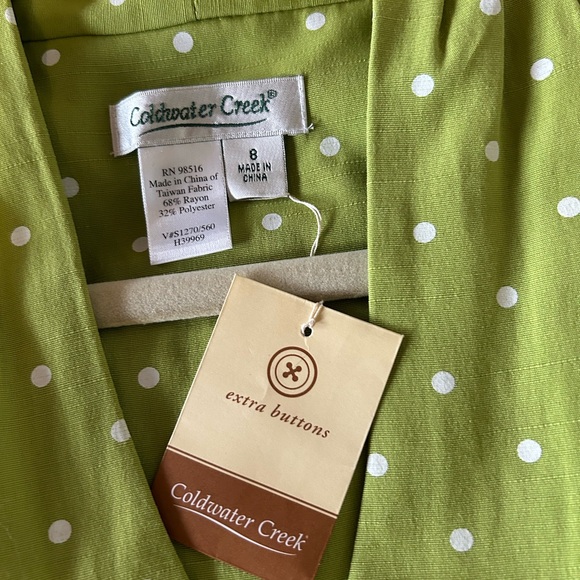 Coldwater Creek®
8
MADE IN
CHINA
RN 98516
Made in China of
Taiwan Fabric
68% Rayon
32% Polyester
V#S1270/560
H39969
extra buttons
Coldwater Creek®